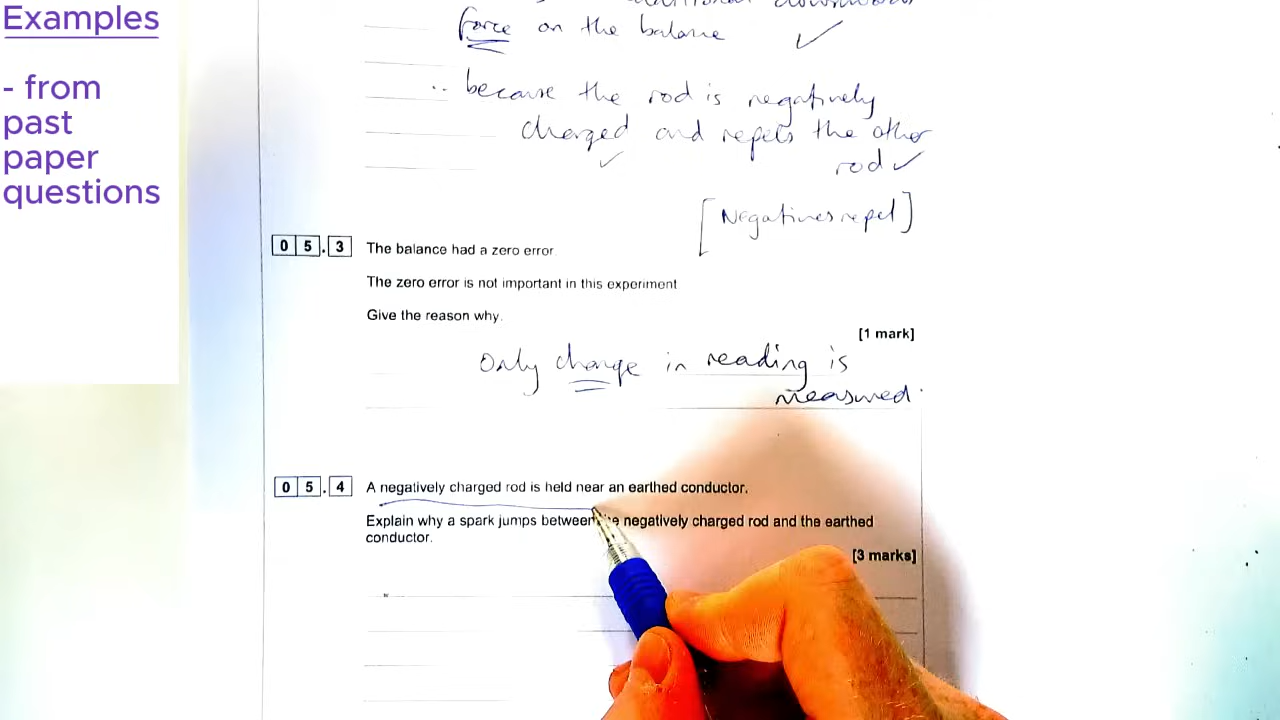 Examples
- from
past
paper
questions
force on the balance
.. because the rod is negatively
charged and repels the other
rod
[Negatives repel]
0 5 . 3 The balance had a zero error
The zero error is not important in this experiment
Give the reason why.
[1 mark]
Only change in reading is
measured.
0 5 . 4 A negatively charged rod is held near an earthed conductor.
Explain why a spark jumps between negatively charged rod and the earthed
conductor.
[3 marks]